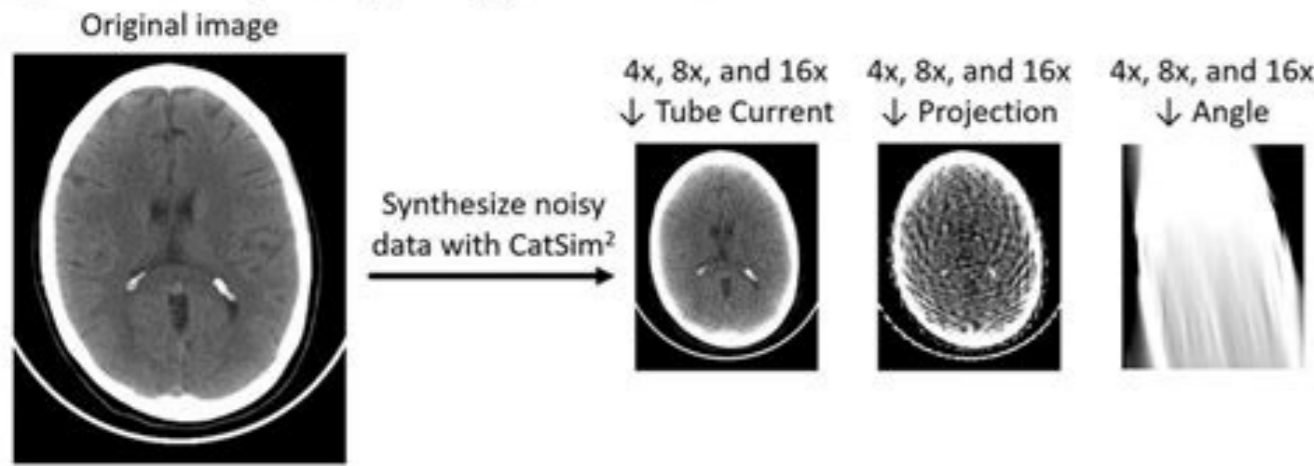 Original image
4x, 8x, and 16x
↓ Tube Current
4x, 8x, and 16x
↓ Projection
4x, 8x, and 16x
↓ Angle
Synthesize noisy
data with CatSim²